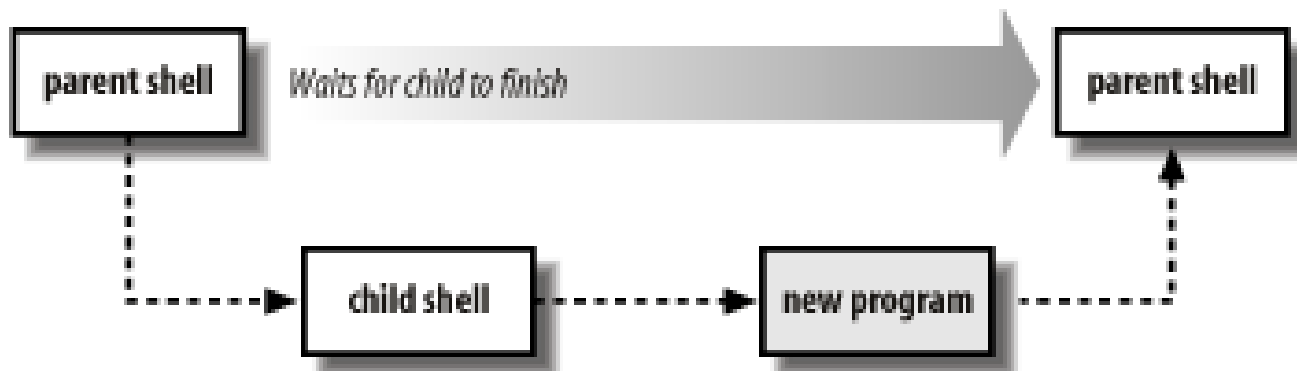 parent shell
Waits for child to finish
parent shell
child shell
new program